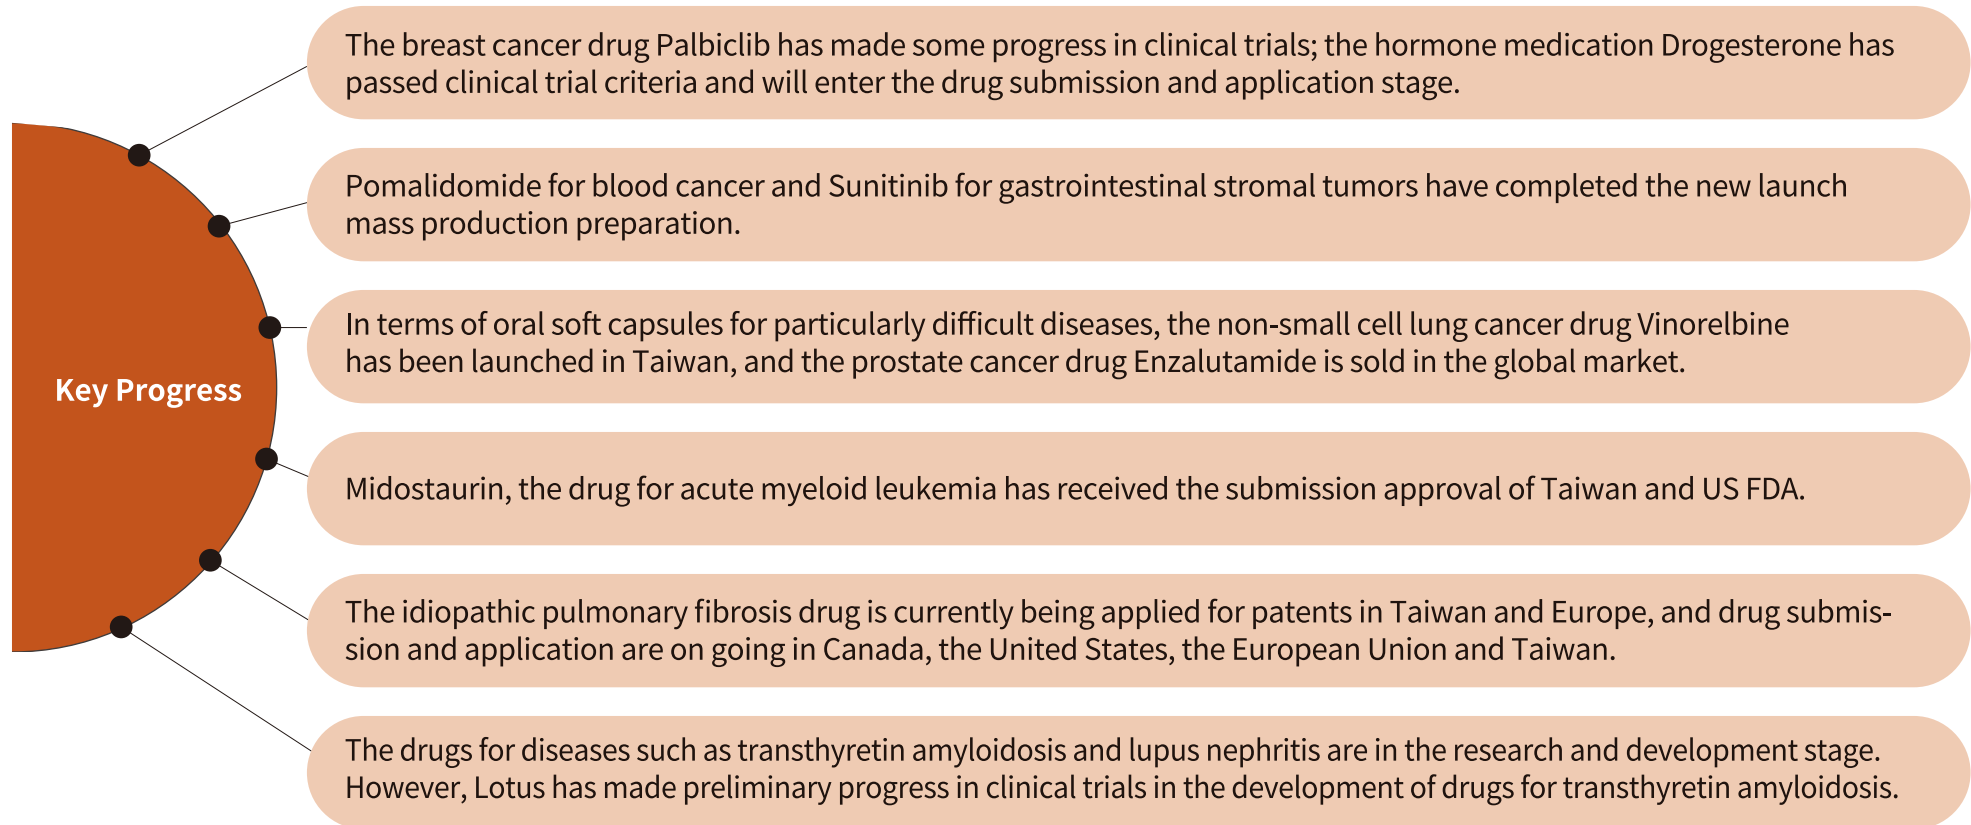 The breast cancer drug Palbiclib has made some progress in clinical trials; the hormone medication Drogesterone has
passed clinical trial criteria and will enter the drug submission and application stage.
Pomalidomide for blood cancer and Sunitinib for gastrointestinal stromal tumors have completed the new launch
mass production preparation.
In terms of oral soft capsules for particularly difficult diseases, the non-small cell lung cancer drug Vinorelbine
has been launched in Taiwan, and the prostate cancer drug Enzalutamide is sold in the global market.
Key Progress
Midostaurin, the drug for acute myeloid leukemia has received the submission approval of Taiwan and US FDA.
The idiopathic pulmonary fibrosis drug is currently being applied for patents in Taiwan and Europe, and drug submis-
sion and application are on going in Canada, the United States, the European Union and Taiwan.
The drugs for diseases such as transthyretin amyloidosis and lupus nephritis are in the research and development stage.
However, Lotus has made preliminary progress in clinical trials in the development of drugs for transthyretin amyloidosis.